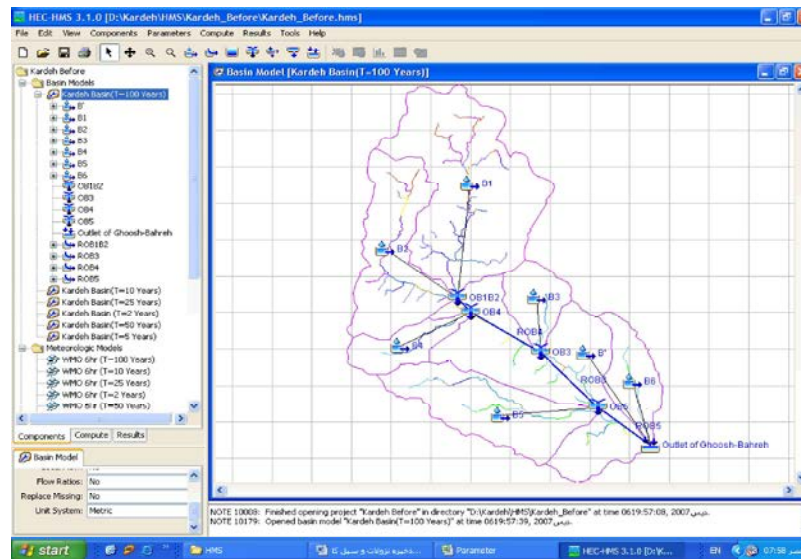 HEC-HMS 3.1.0 [D:\Kardeh\HMS\Kardeh_Before\Kardeh_Before.hms]
File Edit View Components Parameters Compute Results Tools Help
Kardeh Before
Basin Models
Kardeh Basin(T=100 Years)
B'
B1
B2
B3
B4
B5
B6
OB1B2
OB3
OB4
OB5
Outlet of Ghoosh-Bahreh
ROB1B2
ROB3
ROB4
ROB5
Kardeh Basin(T=10 Years)
Kardeh Basin(T=25 Years)
Kardeh Basin(T=2 Years)
Kardeh Basin(T=50 Years)
Kardeh Basin(T=5 Years)
Meteorologic Models
WMO 6hr (T=100 Years)
WMO 6hr (T=10 Years)
WMO 6hr (T=25 Years)
WMO 6hr (T=2 Years)
WMO 6hr (T=50 Years)
Components Compute Results
Basin Model
Flow Ratios: No
Replace Missing: No
Unit System: Metric
Basin Model [Kardeh Basin(T=100 Years)]
B1
B2
OB1B2
B3
OB4
ROB4
B4
OB3
B'
ROB3
B6
B5
OB5
ROB5
Outlet of Ghoosh-Bahreh
NOTE 10008: Finished opening project "Kardeh Before" in directory "D:\Kardeh\HMS\Kardeh_Before" at time 0619:57:08, 2007
NOTE 10179: Opened basin model "Kardeh Basin(T=100 Years)" at time 0619:57:39, 2007
start
HMS
ذخیره نزولات و سیل کا...
Parameter
HEC-HMS 3.1.0 [D:\K...
EN
07:58